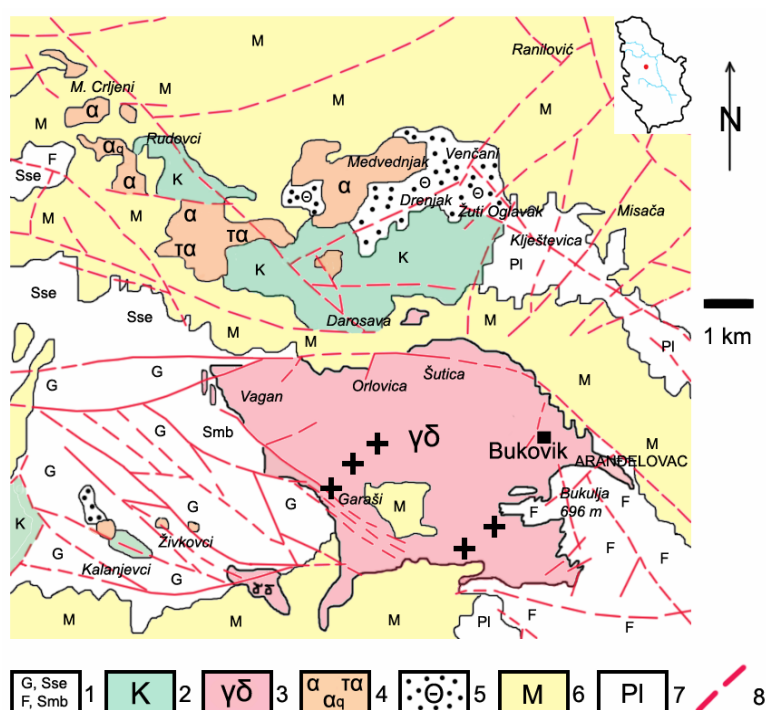 M
Ranilović
M. Crljeni
M
M
M
N
α
M
αq
Rudovci
F
Sse
K
α
Medvednjak
Venčani
α
Θ
Θ
Θ
Drenjak
Žuti Oglavak
Misača
M
M
α
τα
τα
K
K
Klještevica
Pl
Sse
Sse
M
M
Darosava
M
M
Pl
1 km
G
G
Vagan
Orlovica
Šutica
M
G
Smb
γδ
Bukovik
M
ARANĐELOVAC
G
G
Garaši
M
F
Bukulja
696 m
F
K
G
Živkovci
G
Kalanjevci
G
F
F
γδ
M
M
M
Pl
F
F
G, Sse
F, Smb
1
K
2
γδ
3
α τα
αq
4
Θ
5
M
6
Pl
7
8